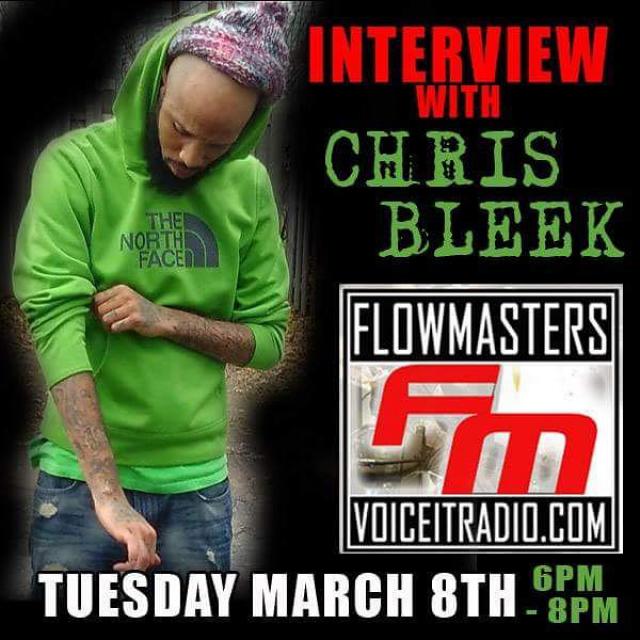 INTERVIEW
WITH
CHRIS
BLEEK
THE
NORTH
FACE
FLOWMASTERS
FM
VOICEITRADIO.COM
TUESDAY MARCH 8TH
6PM
- 8PM